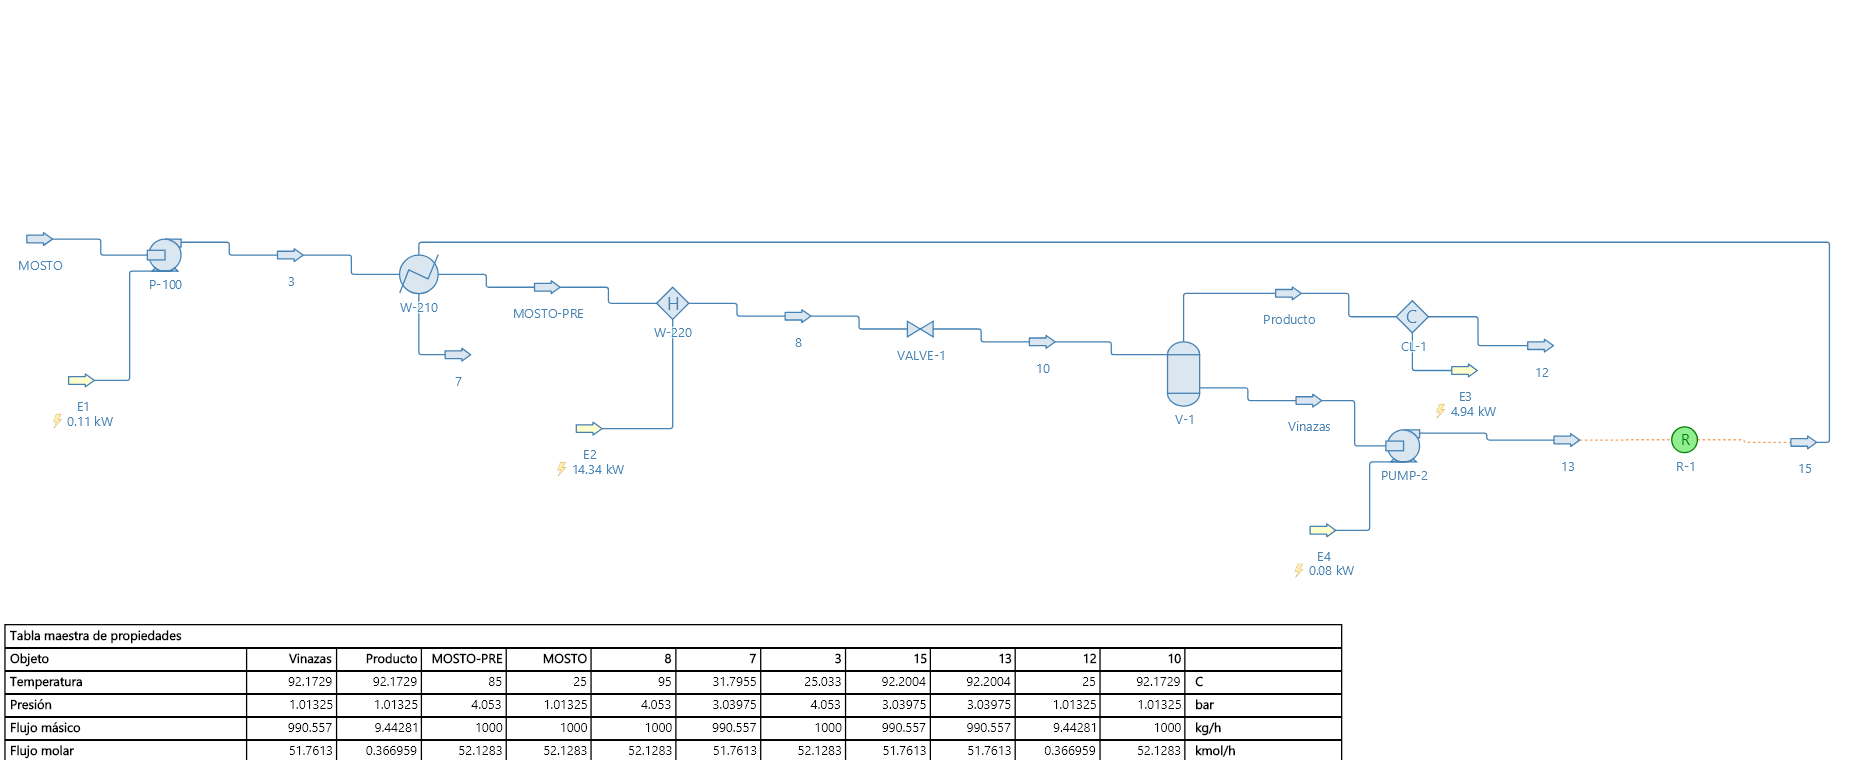 MOSTO
P-100
3
W-210
MOSTO-PRE
H
W-220
8
VALVE-1
10
V-1
Producto
C
CL-1
12
E3
4.94 kW
Vinazas
PUMP-2
13
R
R-1
15
7
E1
0.11 kW
E2
14.34 kW
E4
0.08 kW
Tabla maestra de propiedades
Objeto Vinazas Producto MOSTO-PRE MOSTO 8 7 3 15 13 12 10
Temperatura 92.1729 92.1729 85 25 95 31.7955 25.033 92.2004 92.2004 25 92.1729 C
Presión 1.01325 1.01325 4.053 1.01325 4.053 3.03975 4.053 3.03975 3.03975 1.01325 1.01325 bar
Flujo másico 990.557 9.44281 1000 1000 1000 990.557 1000 990.557 990.557 9.44281 1000 kg/h
Flujo molar 51.7613 0.366959 52.1283 52.1283 52.1283 51.7613 52.1283 51.7613 51.7613 0.366959 52.1283 kmol/h